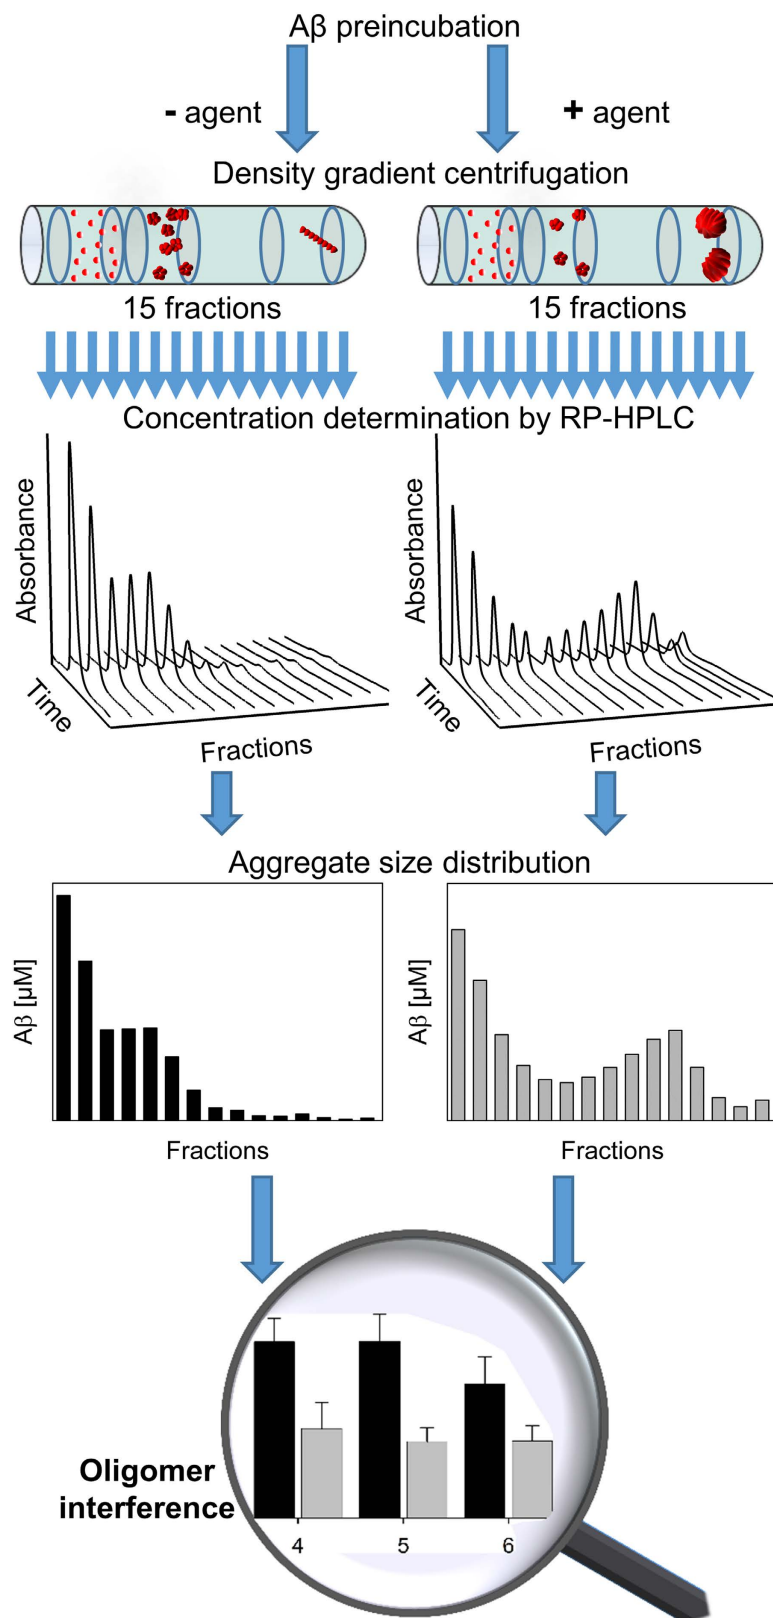 Aβ preincubation
- agent
+ agent
Density gradient centrifugation
15 fractions
15 fractions
Concentration determination by RP-HPLC
Absorbance
Time
Fractions
Absorbance
Time
Fractions
Aggregate size distribution
Aβ [µM]
Fractions
Aβ [µM]
Fractions
Oligomer
interference
4 5 6